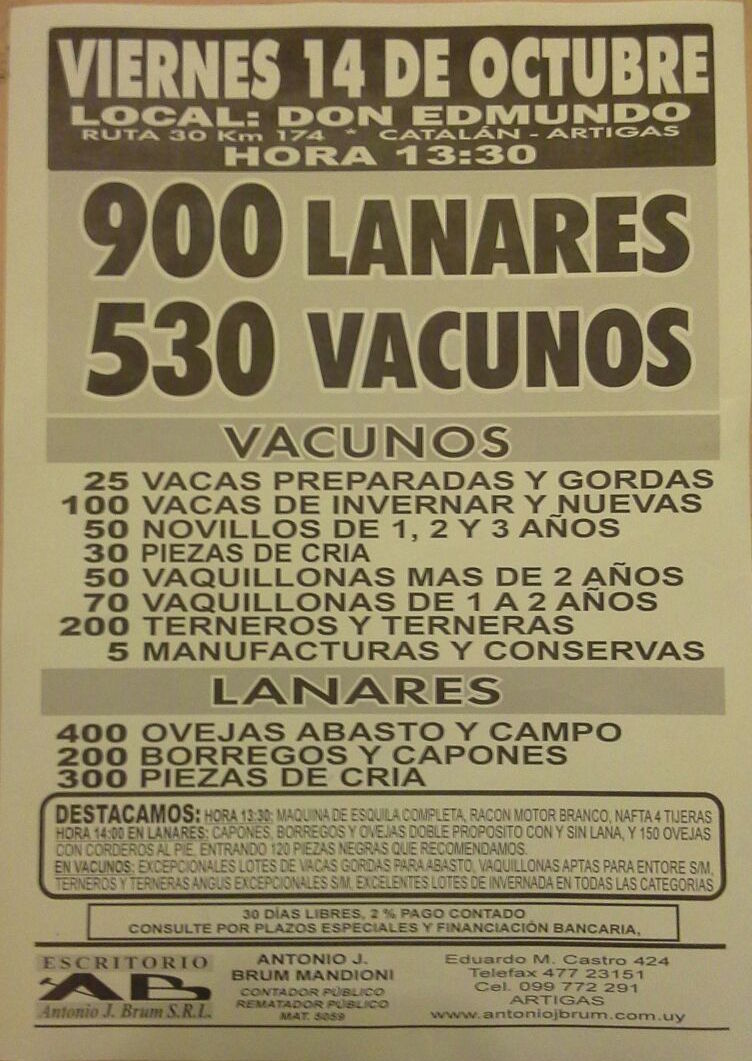 VIERNES 14 DE OCTUBRE
LOCAL: DON EDMUNDO
RUTA 30 Km 174 * CATALÁN - ARTIGAS
HORA 13:30
900 LANARES
530 VACUNOS
VACUNOS
25 VACAS PREPARADAS Y GORDAS
100 VACAS DE INVERNAR Y NUEVAS
50 NOVILLOS DE 1, 2 Y 3 AÑOS
30 PIEZAS DE CRIA
50 VAQUILLONAS MAS DE 2 AÑOS
70 VAQUILLONAS DE 1 A 2 AÑOS
200 TERNEROS Y TERNERAS
5 MANUFACTURAS Y CONSERVAS
LANARES
400 OVEJAS ABASTO Y CAMPO
200 BORREGOS Y CAPONES
300 PIEZAS DE CRIA
DESTACAMOS: HORA 13:30: MAQUINA DE ESQUILA COMPLETA, RACON MOTOR BRANCO, NAFTA 4 TIJERAS
HORA 14:00 EN LANARES: CAPONES, BORREGOS Y OVEJAS DOBLE PROPOSITO CON Y SIN LANA, Y 150 OVEJAS
CON CORDEROS AL PIE. ENTRANDO 120 PIEZAS NEGRAS QUE RECOMENDAMOS.
EN VACUNOS: EXCEPCIONALES LOTES DE VACAS GORDAS PARA ABASTO, VAQUILLONAS APTAS PARA ENTORE S/M,
TERNEROS Y TERNERAS ANGUS EXCEPCIONALES S/M, EXCELENTES LOTES DE INVERNADA EN TODAS LAS CATEGORIAS
30 DÍAS LIBRES, 2 % PAGO CONTADO
CONSULTE POR PLAZOS ESPECIALES Y FINANCIACIÓN BANCARIA,
ESCRITORIO
AB
Antonio J. Brum S.R.L.
ANTONIO J.
BRUM MANDIONI
CONTADOR PÚBLICO
REMATADOR PÚBLICO
MAT. 5059
Eduardo M. Castro 424
Telefax 477 23151
Cel. 099 772 291
ARTIGAS
www.antoniojbrum.com.uy